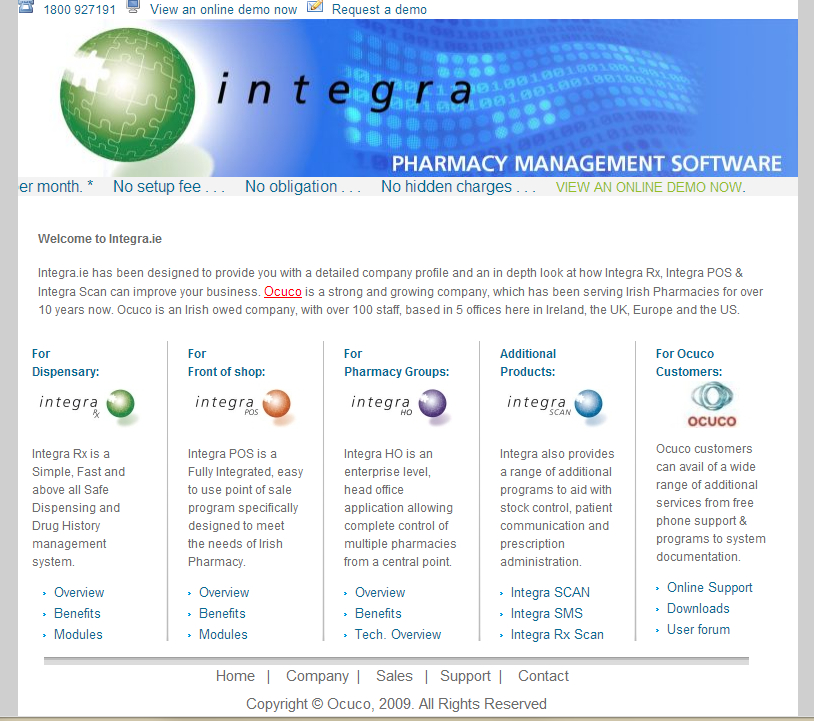 1800 927191 View an online demo now Request a demo
integra
PHARMACY MANAGEMENT SOFTWARE
per month. * No setup fee . . . No obligation . . . No hidden charges . . . VIEW AN ONLINE DEMO NOW.
Welcome to Integra.ie
Integra.ie has been designed to provide you with a detailed company profile and an in depth look at how Integra Rx, Integra POS &
Integra Scan can improve your business. Ocuco is a strong and growing company, which has been serving Irish Pharmacies for over
10 years now. Ocuco is an Irish owed company, with over 100 staff, based in 5 offices here in Ireland, the UK, Europe and the US.
For
Dispensary:
integra
Rx
Integra Rx is a
Simple, Fast and
above all Safe
Dispensing and
Drug History
management
system.
Overview
Benefits
Modules
For
Front of shop:
integra
POS
Integra POS is a
Fully Integrated, easy
to use point of sale
program specifically
designed to meet
the needs of Irish
Pharmacy.
Overview
Benefits
Modules
For
Pharmacy Groups:
integra
HO
Integra HO is an
enterprise level,
head office
application allowing
complete control of
multiple pharmacies
from a central point.
Overview
Benefits
Tech. Overview
Additional
Products:
integra
SCAN
Integra also provides
a range of additional
programs to aid with
stock control, patient
communication and
prescription
administration.
Integra SCAN
Integra SMS
Integra Rx Scan
For Ocuco
Customers:
OCUCO
Ocuco customers
can avail of a wide
range of additional
services from free
phone support &
programs to system
documentation.
Online Support
Downloads
User forum
Home | Company | Sales | Support | Contact
Copyright © Ocuco, 2009. All Rights Reserved